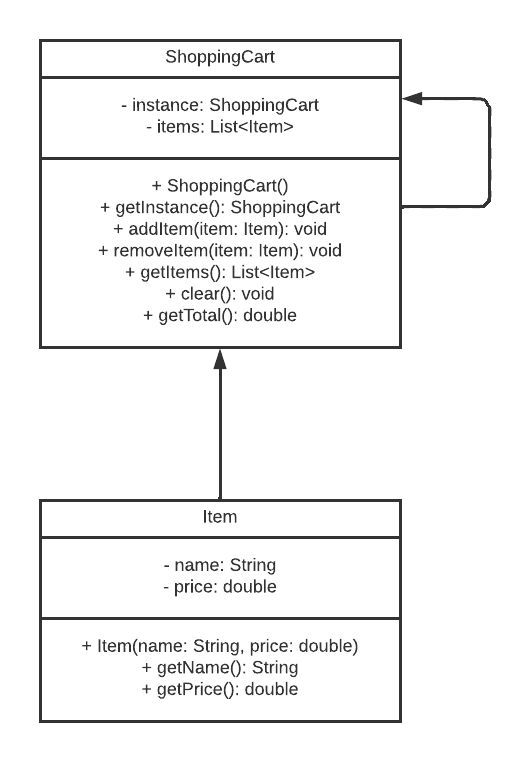 ShoppingCart
- instance: ShoppingCart
- items: List<Item>
+ ShoppingCart()
+ getInstance(): ShoppingCart
+ addItem(item: Item): void
+ removeItem(item: Item): void
+ getItems(): List<Item>
+ clear(): void
+ getTotal(): double
Item
- name: String
- price: double
+ Item(name: String, price: double)
+ getName(): String
+ getPrice(): double